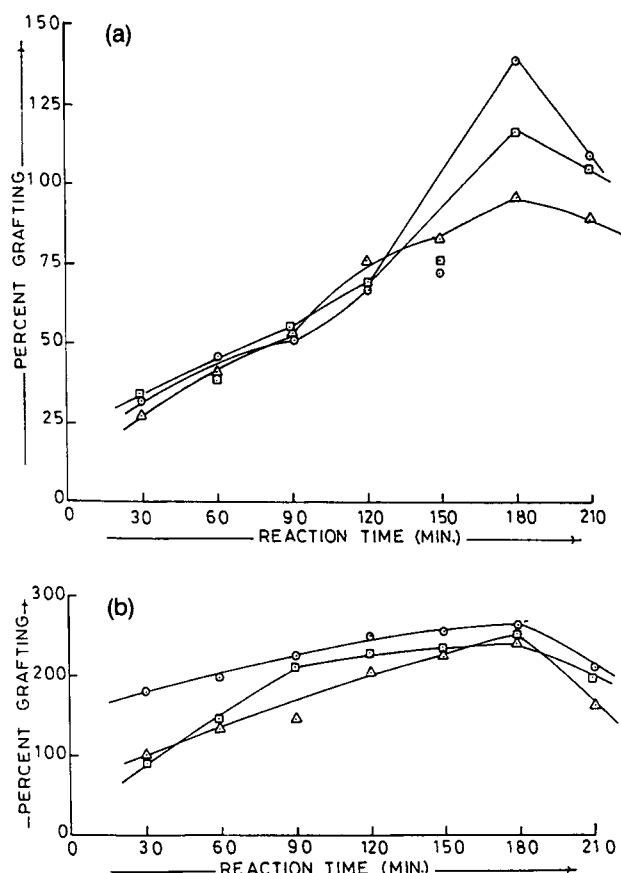 (a)
150
125
100
75
50
25
0
PERCENT GRAFTING
0 30 60 90 120 150 180 210
REACTION TIME (MIN.)
(b)
300
200
100
0
PERCENT GRAFTING
30 60 90 120 150 180 210
REACTION TIME (MIN.)